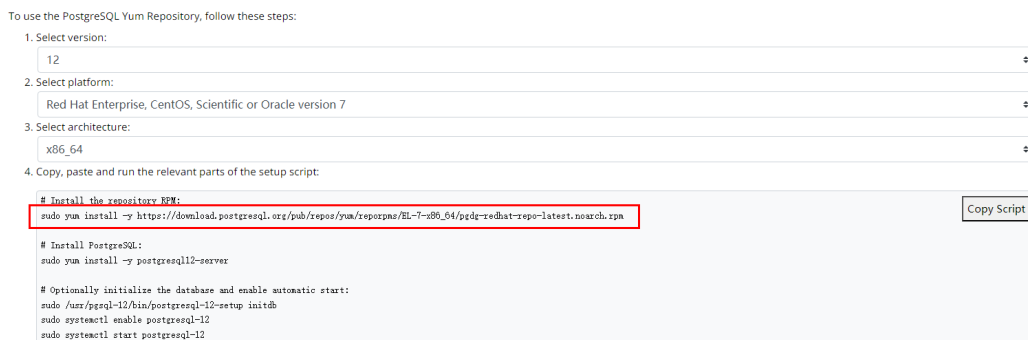 To use the PostgreSQL Yum Repository, follow these steps:
1. Select version:
12
2. Select platform:
Red Hat Enterprise, CentOS, Scientific or Oracle version 7
3. Select architecture:
x86_64
4. Copy, paste and run the relevant parts of the setup script:
# Install the repository RPM:
sudo yum install -y https://download.postgresql.org/pub/repos/yum/reporpms/EL-7-x86_64/pgdg-redhat-repo-latest.noarch.rpm
Copy Script
# Install PostgreSQL:
sudo yum install -y postgresql12-server
# Optionally initialize the database and enable automatic start:
sudo /usr/pgsql-12/bin/postgresql-12-setup initdb
sudo systemctl enable postgresql-12
sudo systemctl start postgresql-12